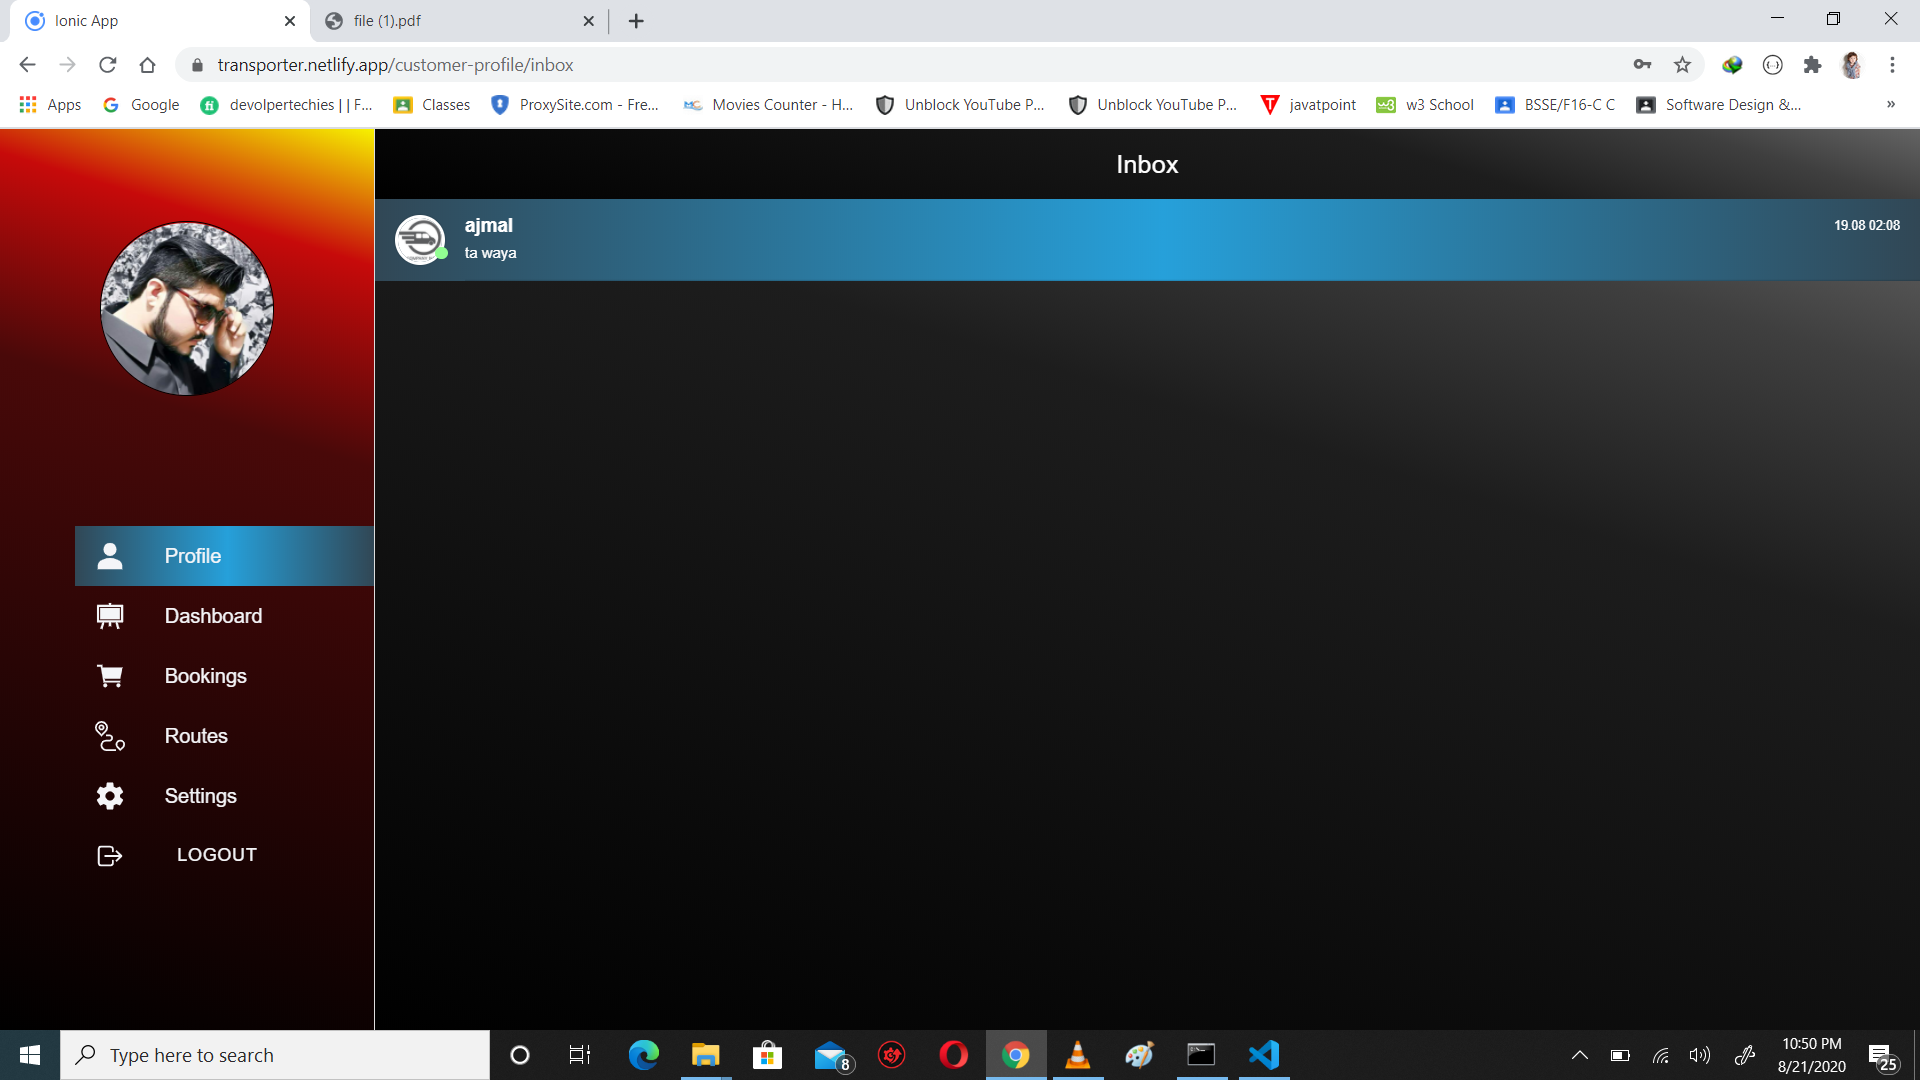 Ionic App
file (1).pdf
transporter.netlify.app/customer-profile/inbox
Apps
Google
devolpertechies || F...
Classes
ProxySite.com - Fre...
Movies Counter - H...
Unblock YouTube P...
Unblock YouTube P...
javatpoint
w3 School
BSSE/F16-C C
Software Design &...
»
Inbox
ajmal
19.08 02:08
ta waya
Profile
Dashboard
Bookings
Routes
Settings
LOGOUT
Type here to search
8
10:50 PM
8/21/2020
25